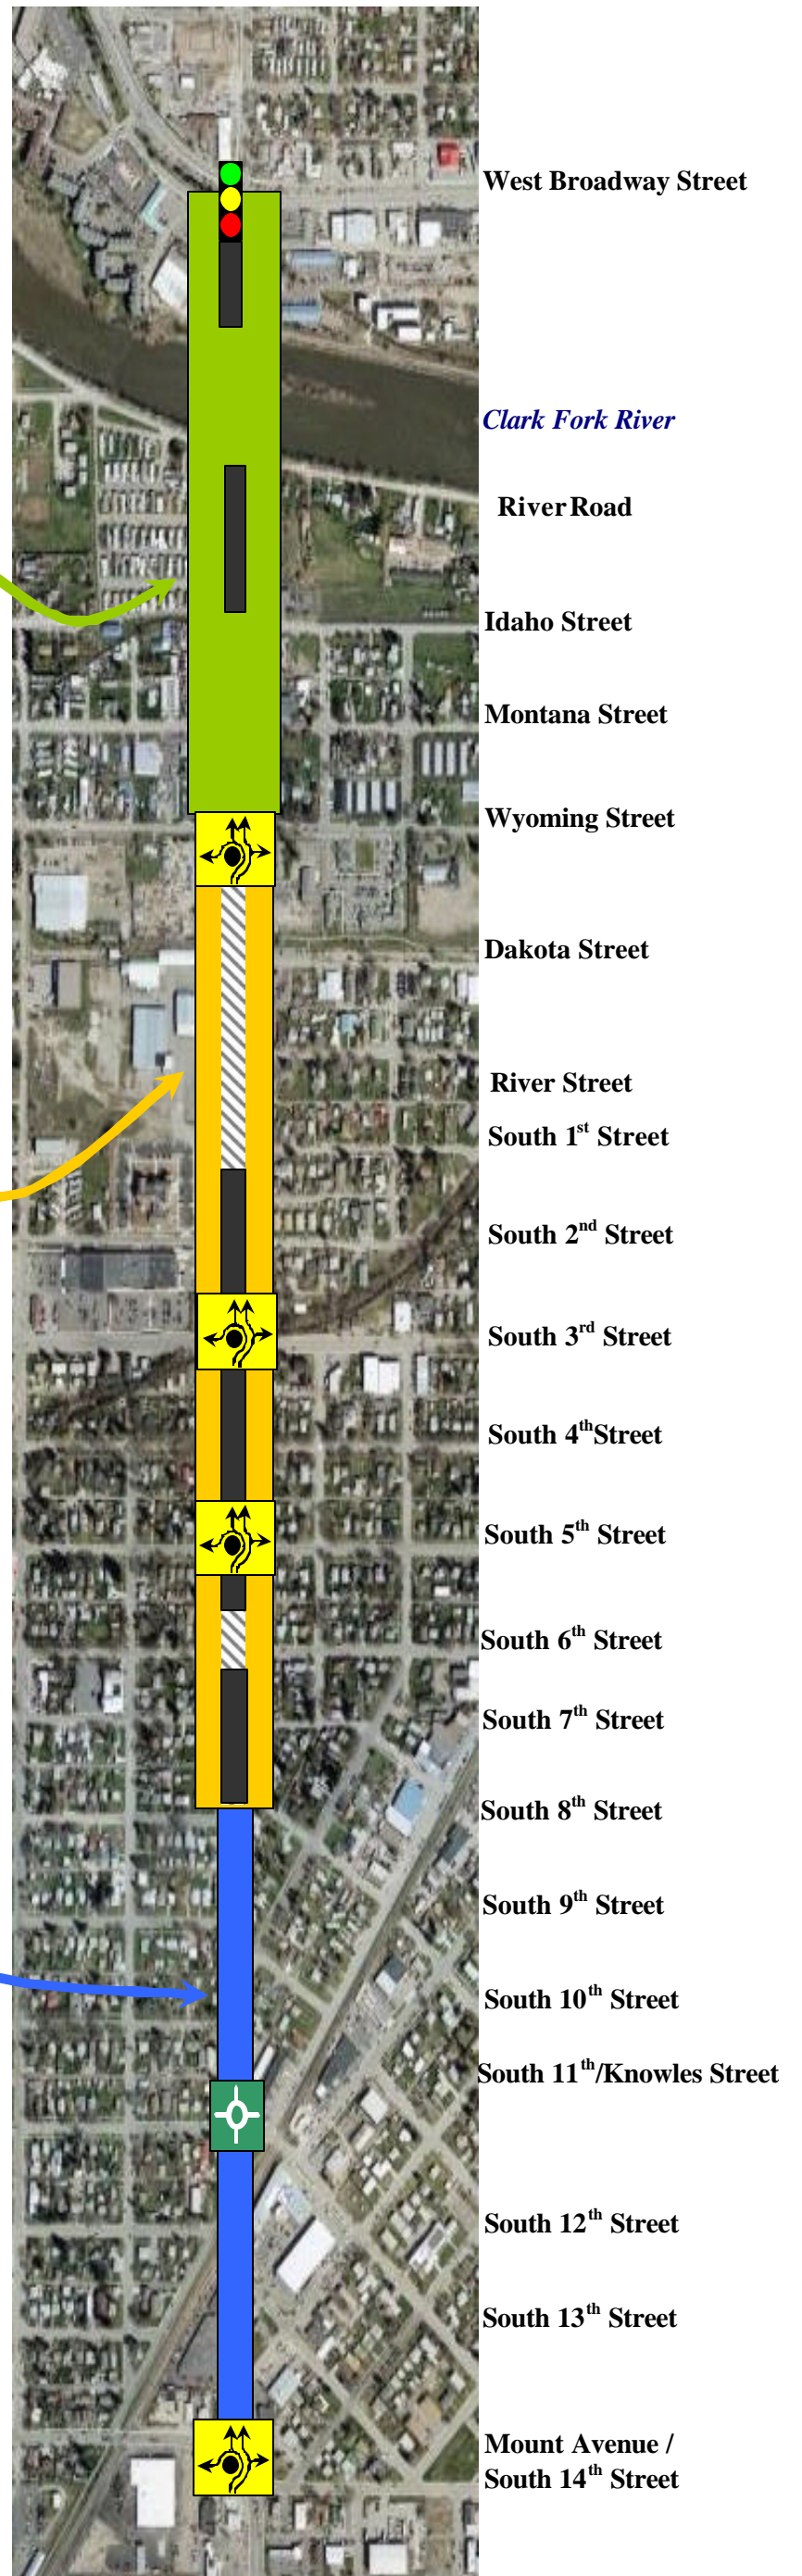 West Broadway Street
Clark Fork River
River Road
Idaho Street
Montana Street
Wyoming Street
Dakota Street
River Street
South 1st Street
South 2nd Street
South 3rd Street
South 4thStreet
South 5th Street
South 6th Street
South 7th Street
South 8th Street
South 9th Street
South 10th Street
South 11th/Knowles Street
South 12th Street
South 13th Street
Mount Avenue /
South 14th Street